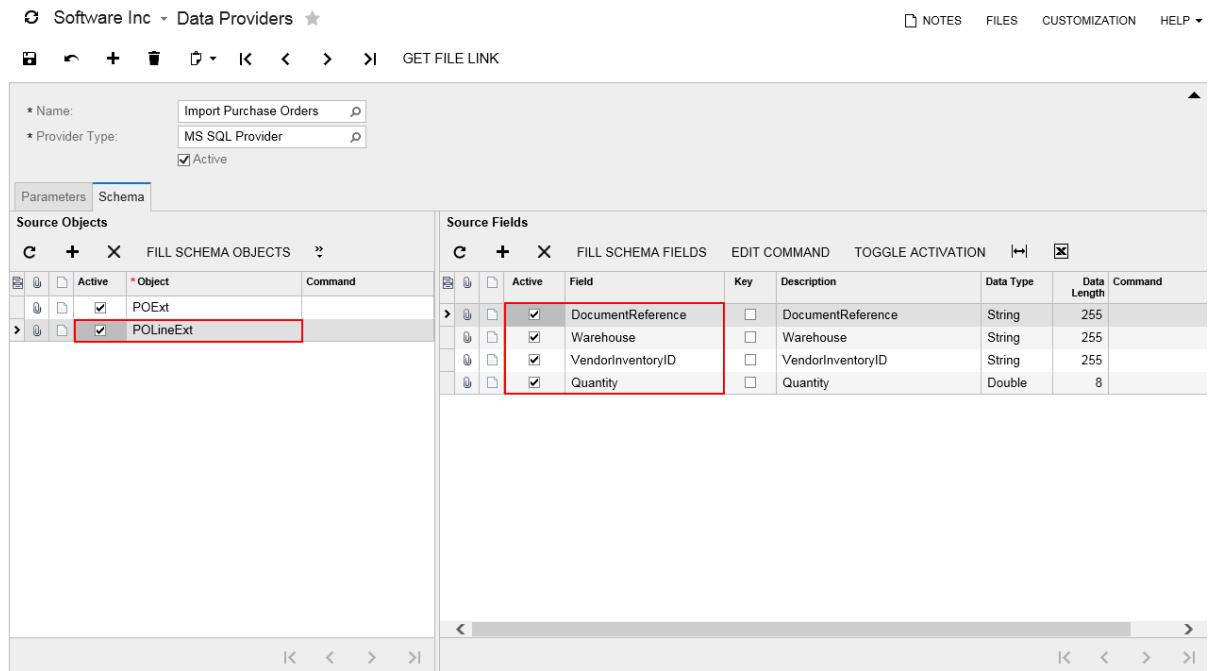 Software Inc Data Providers NOTES FILES CUSTOMIZATION HELP
GET FILE LINK
* Name: Import Purchase Orders
* Provider Type: MS SQL Provider
Active
Parameters Schema
Source Objects
FILL SCHEMA OBJECTS
Active * Object Command
POExt
POLineExt
Source Fields
FILL SCHEMA FIELDS EDIT COMMAND TOGGLE ACTIVATION
Active Field Key Description Data Type Data Length Command
DocumentReference DocumentReference String 255
Warehouse Warehouse String 255
VendorInventoryID VendorInventoryID String 255
Quantity Quantity Double 8